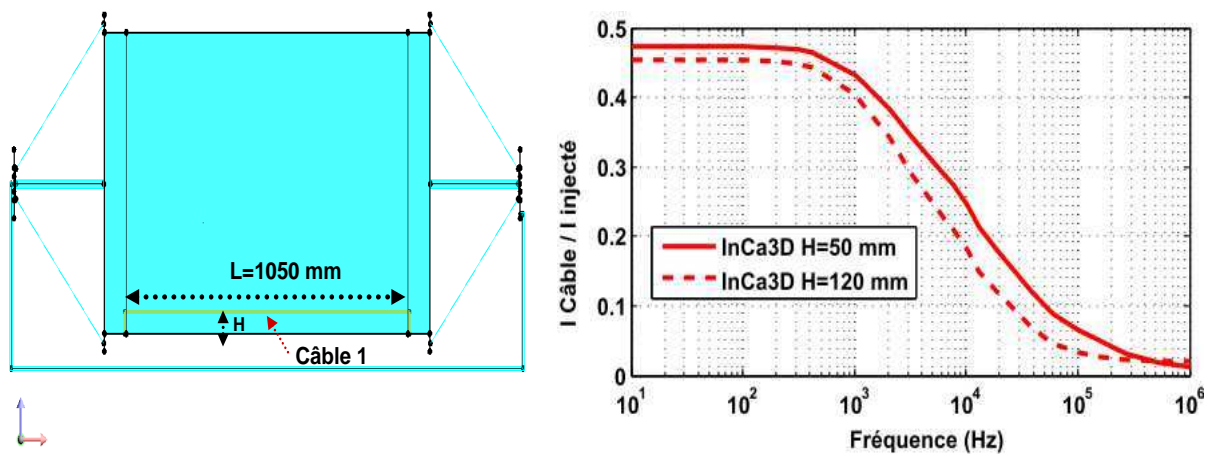 L=1050 mm
H
Câble 1
I Câble / I injecté
0.5
0.4
0.3
0.2
0.1
0
InCa3D H=50 mm
InCa3D H=120 mm
10^1 10^2 10^3 10^4 10^5 10^6
Fréquence (Hz)